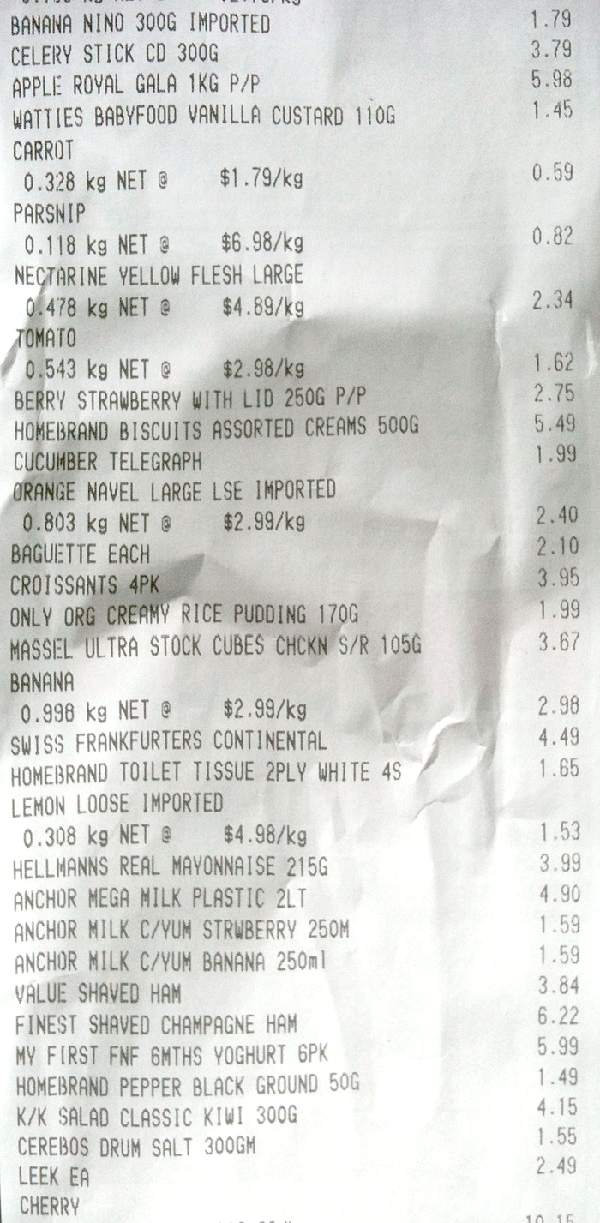 BANANA NINO 300G IMPORTED 1.79
CELERY STICK CD 300G 3.79
APPLE ROYAL GALA 1KG P/P 5.98
WATTIES BABYFOOD VANILLA CUSTARD 110G 1.45
CARROT
0.328 kg NET @ $1.79/kg 0.59
PARSNIP
0.118 kg NET @ $6.98/kg 0.82
NECTARINE YELLOW FLESH LARGE
0.478 kg NET @ $4.89/kg 2.34
TOMATO
0.543 kg NET @ $2.98/kg 1.62
BERRY STRAWBERRY WITH LID 250G P/P 2.75
HOMEBRAND BISCUITS ASSORTED CREAMS 500G 5.49
CUCUMBER TELEGRAPH 1.99
ORANGE NAVEL LARGE LSE IMPORTED
0.803 kg NET @ $2.99/kg 2.40
BAGUETTE EACH 2.10
CROISSANTS 4PK 3.95
ONLY ORG CREAMY RICE PUDDING 170G 1.99
MASSEL ULTRA STOCK CUBES CHCKN S/R 105G 3.67
BANANA
0.998 kg NET @ $2.99/kg 2.98
SWISS FRANKFURTERS CONTINENTAL 4.49
HOMEBRAND TOILET TISSUE 2PLY WHITE 4S 1.65
LEMON LOOSE IMPORTED
0.308 kg NET @ $4.98/kg 1.53
HELLMANNS REAL MAYONNAISE 215G 3.99
ANCHOR MEGA MILK PLASTIC 2LT 4.90
ANCHOR MILK C/YUM STRWBERRY 250M 1.59
ANCHOR MILK C/YUM BANANA 250ml 1.59
VALUE SHAVED HAM 3.84
FINEST SHAVED CHAMPAGNE HAM 6.22
MY FIRST FNF 6MTHS YOGHURT 6PK 5.99
HOMEBRAND PEPPER BLACK GROUND 50G 1.49
K/K SALAD CLASSIC KIWI 300G 4.15
CEREBOS DRUM SALT 300GM 1.55
LEEK EA 2.49
CHERRY